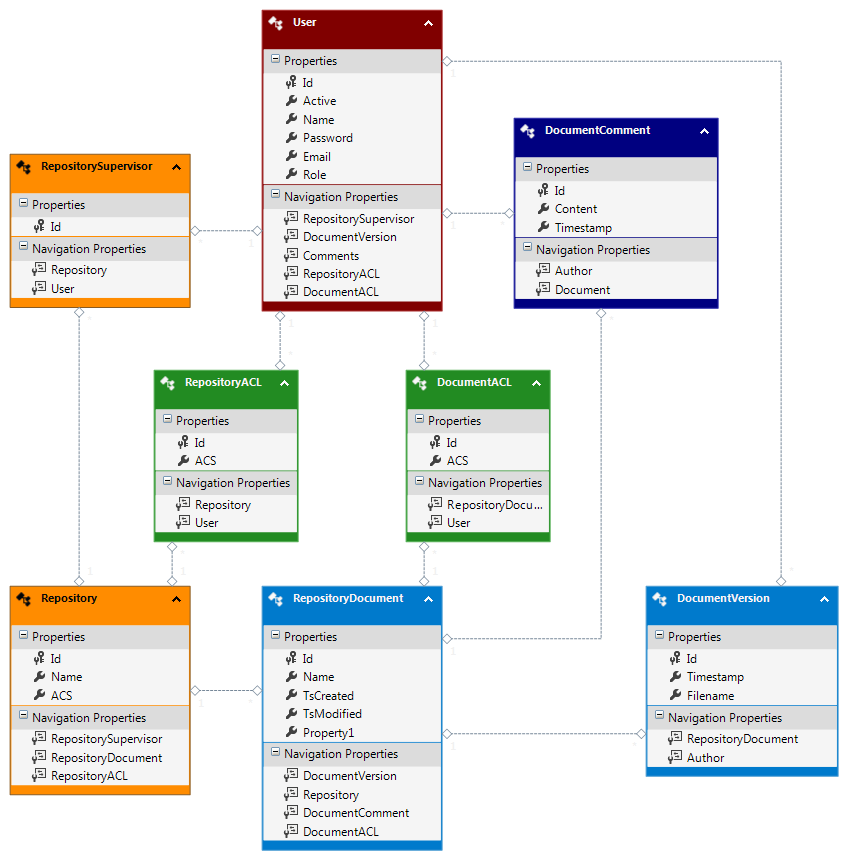 User
Properties
Id
Active
Name
Password
Email
Role
Navigation Properties
RepositorySupervisor
DocumentVersion
Comments
RepositoryACL
DocumentACL
DocumentComment
Properties
Id
Content
Timestamp
Navigation Properties
Author
Document
RepositorySupervisor
Properties
Id
Navigation Properties
Repository
User
RepositoryACL
Properties
Id
ACS
Navigation Properties
Repository
User
DocumentACL
Properties
Id
ACS
Navigation Properties
RepositoryDocu...
User
Repository
Properties
Id
Name
ACS
Navigation Properties
RepositorySupervisor
RepositoryDocument
RepositoryACL
RepositoryDocument
Properties
Id
Name
TsCreated
TsModified
Property1
Navigation Properties
DocumentVersion
Repository
DocumentComment
DocumentACL
DocumentVersion
Properties
Id
Timestamp
Filename
Navigation Properties
RepositoryDocument
Author